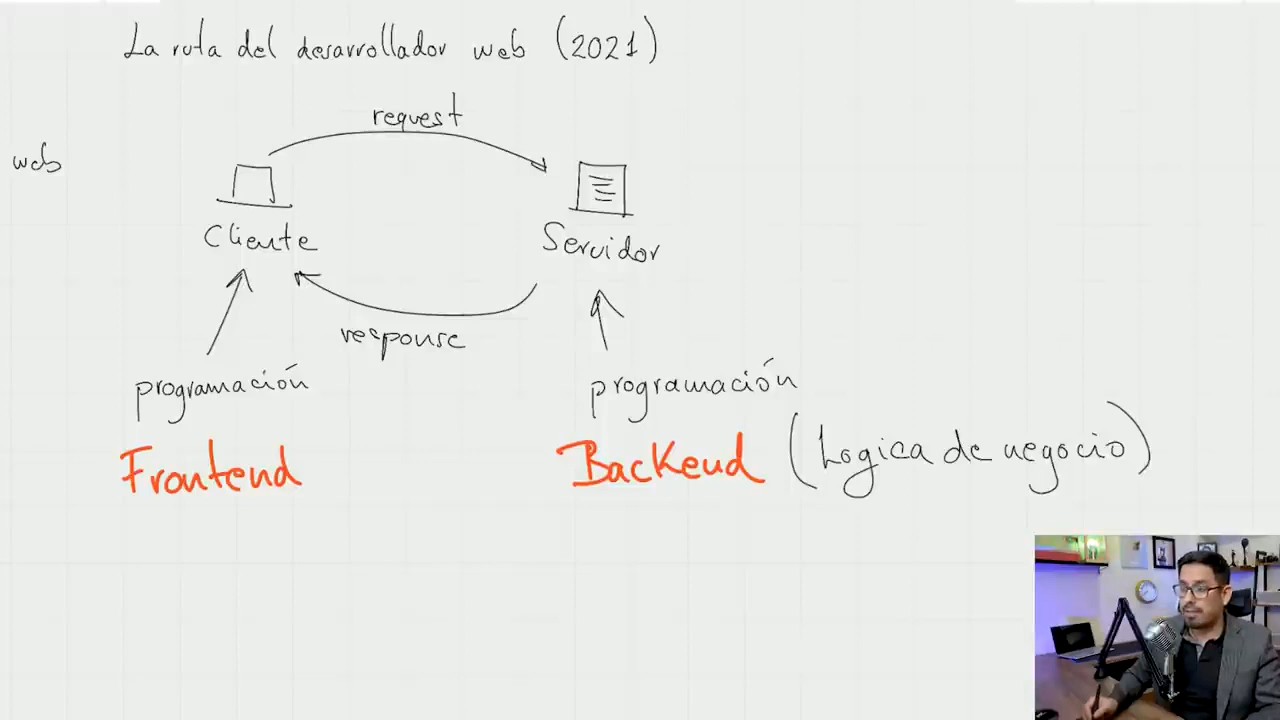 La ruta del desarrollador web (2021)
request
web
Cliente
Servidor
response
programación
programación
Frontend
Backend (Logica de negocio)